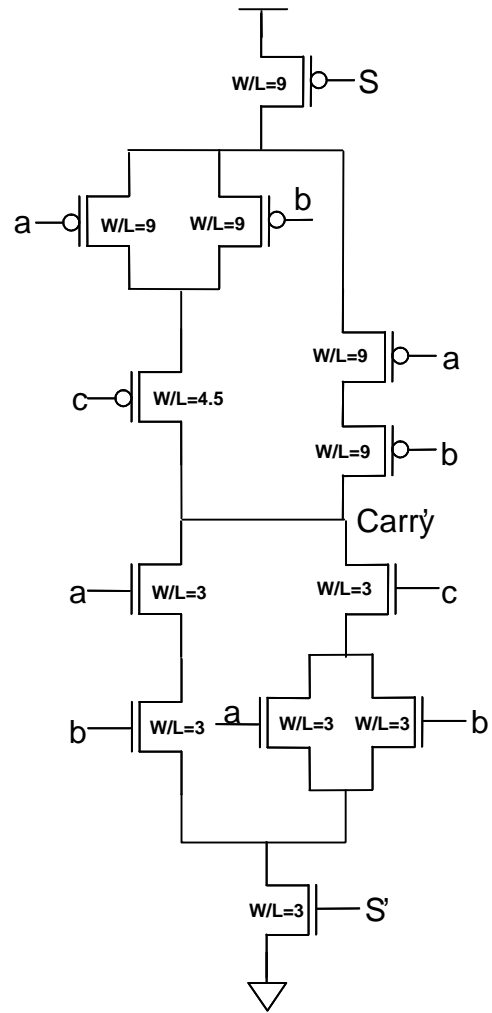 W/L=9 S
a W/L=9 W/L=9 b
W/L=9 a
c W/L=4.5
W/L=9 b
Carry'
a W/L=3 W/L=3 c
b W/L=3 a W/L=3 W/L=3 b
W/L=3 S'